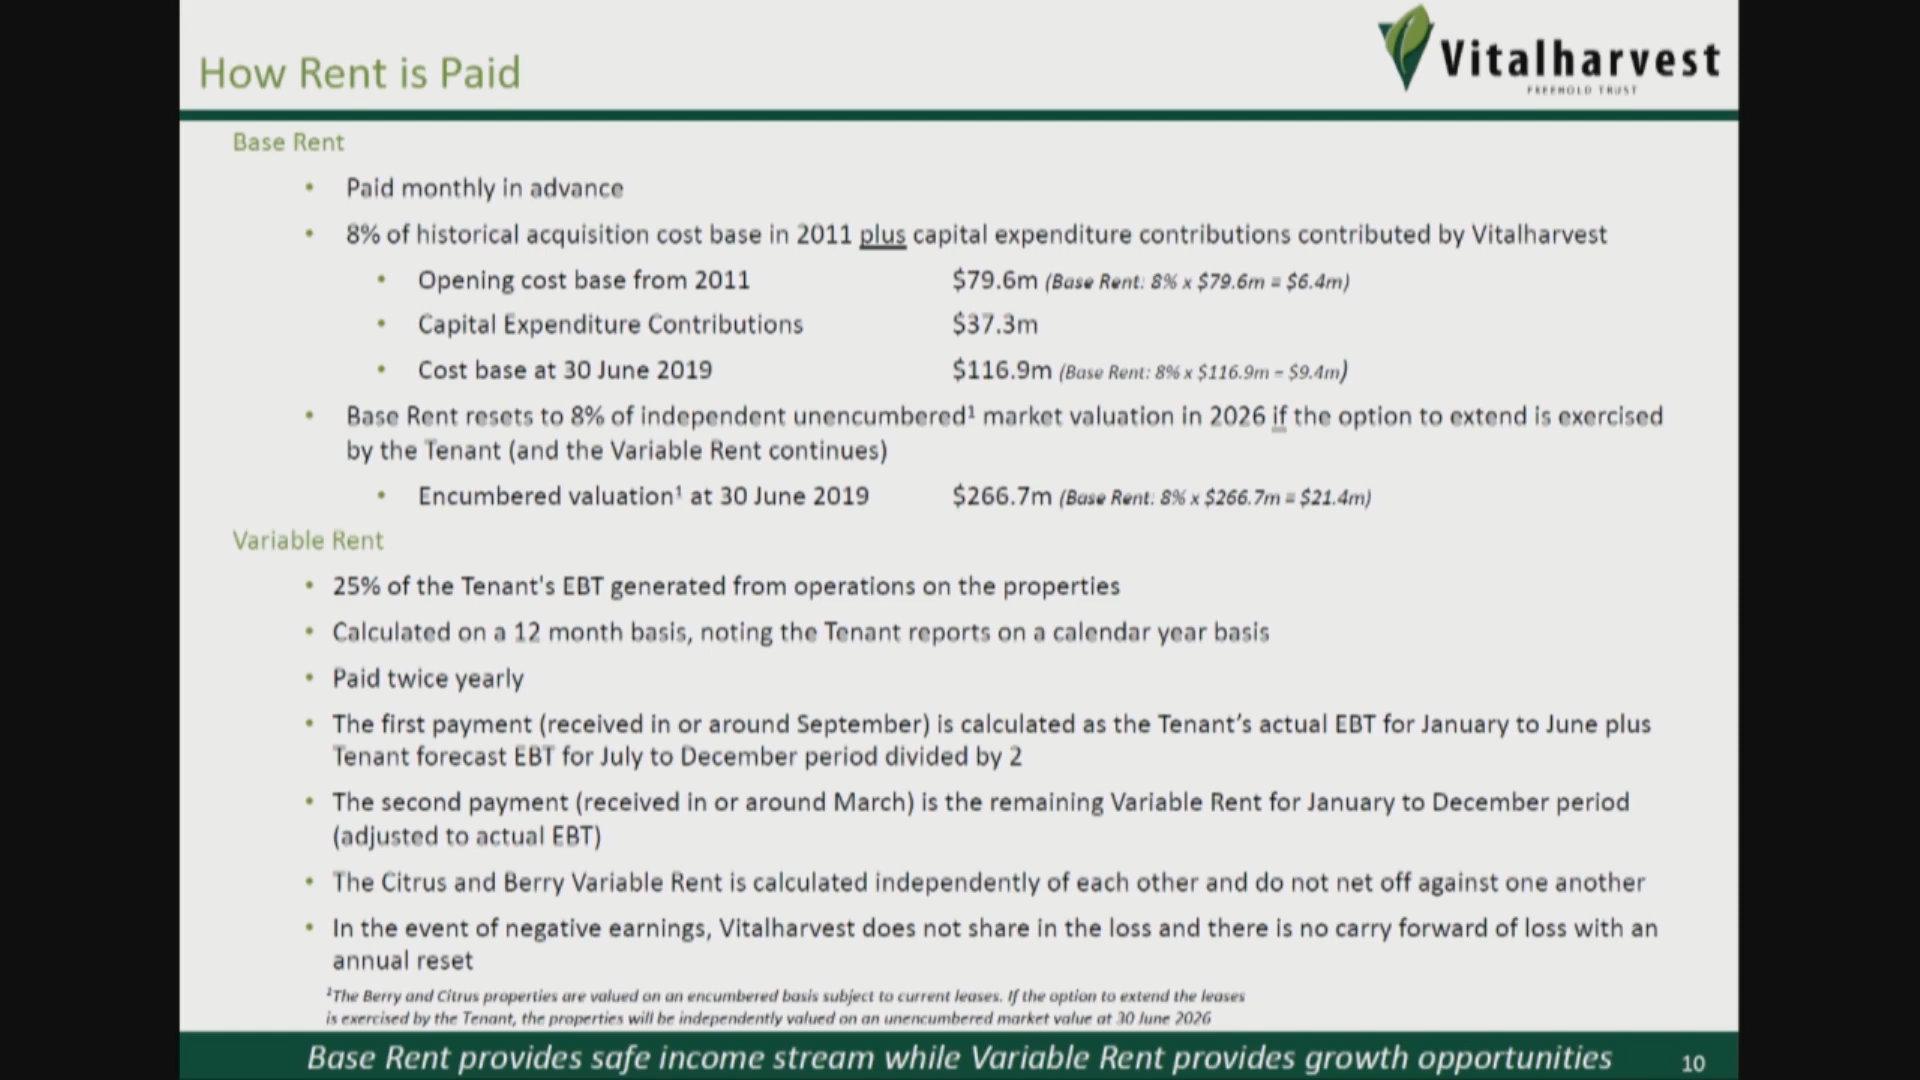 How Rent is Paid
Vitalharvest
FREEHOLD TRUST
Base Rent
• Paid monthly in advance
• 8% of historical acquisition cost base in 2011 plus capital expenditure contributions contributed by Vitalharvest
• Opening cost base from 2011 $79.6m (Base Rent: 8% x $79.6m = $6.4m)
• Capital Expenditure Contributions $37.3m
• Cost base at 30 June 2019 $116.9m (Base Rent: 8% x $116.9m = $9.4m)
• Base Rent resets to 8% of independent unencumbered¹ market valuation in 2026 if the option to extend is exercised
by the Tenant (and the Variable Rent continues)
• Encumbered valuation¹ at 30 June 2019 $266.7m (Base Rent: 8% x $266.7m = $21.4m)
Variable Rent
• 25% of the Tenant's EBT generated from operations on the properties
• Calculated on a 12 month basis, noting the Tenant reports on a calendar year basis
• Paid twice yearly
• The first payment (received in or around September) is calculated as the Tenant's actual EBT for January to June plus
Tenant forecast EBT for July to December period divided by 2
• The second payment (received in or around March) is the remaining Variable Rent for January to December period
(adjusted to actual EBT)
• The Citrus and Berry Variable Rent is calculated independently of each other and do not net off against one another
• In the event of negative earnings, Vitalharvest does not share in the loss and there is no carry forward of loss with an
annual reset
¹The Berry and Citrus properties are valued on an encumbered basis subject to current leases. If the option to extend the leases
is exercised by the Tenant, the properties will be independently valued on an unencumbered market value at 30 June 2026
Base Rent provides safe income stream while Variable Rent provides growth opportunities
10